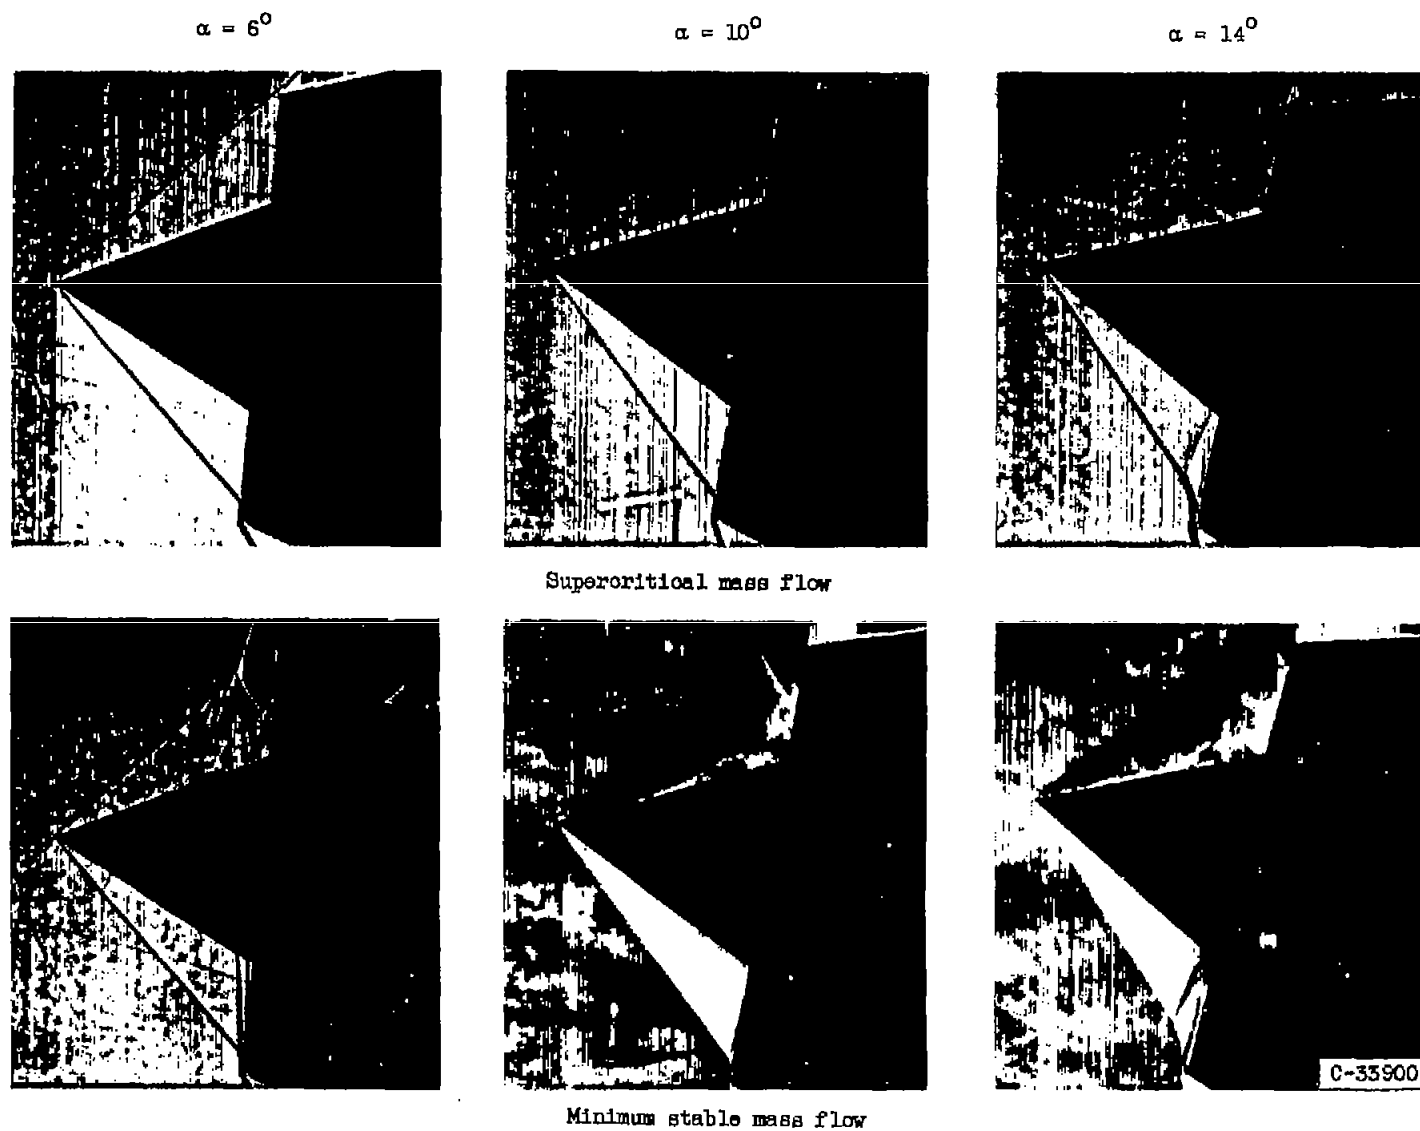 α = 6°
α = 10°
α = 14°
Supercritical mass flow
C-33900
Minimum stable mass flow